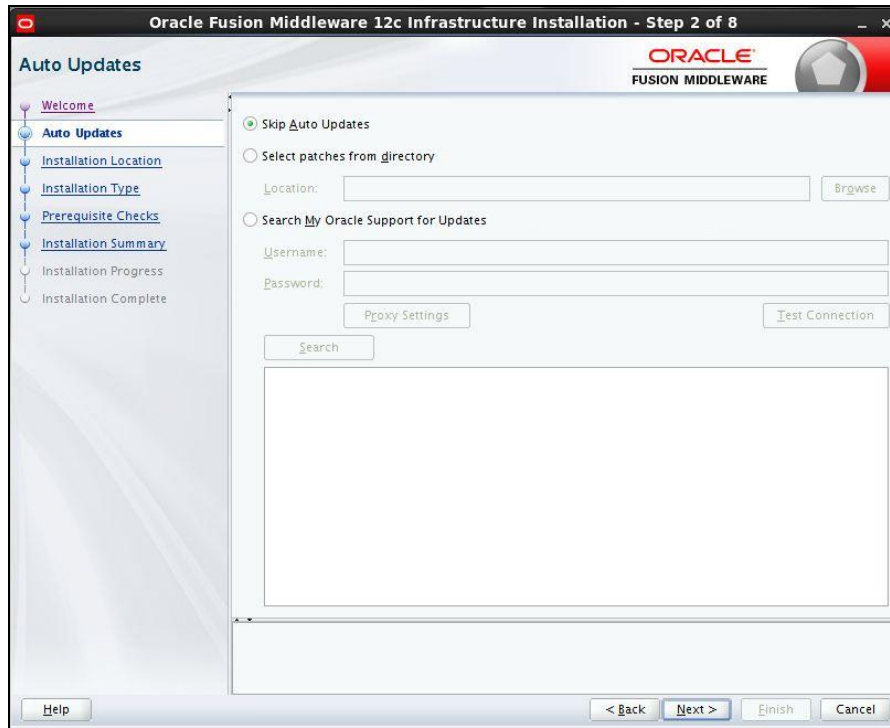 Oracle Fusion Middleware 12c Infrastructure Installation - Step 2 of 8
Auto Updates
ORACLE
FUSION MIDDLEWARE
Welcome
Auto Updates
Installation Location
Installation Type
Prerequisite Checks
Installation Summary
Installation Progress
Installation Complete
Skip Auto Updates
Select patches from directory
Location:
Browse
Search My Oracle Support for Updates
Username:
Password:
Proxy Settings
Test Connection
Search
Help
< Back
Next >
Finish
Cancel